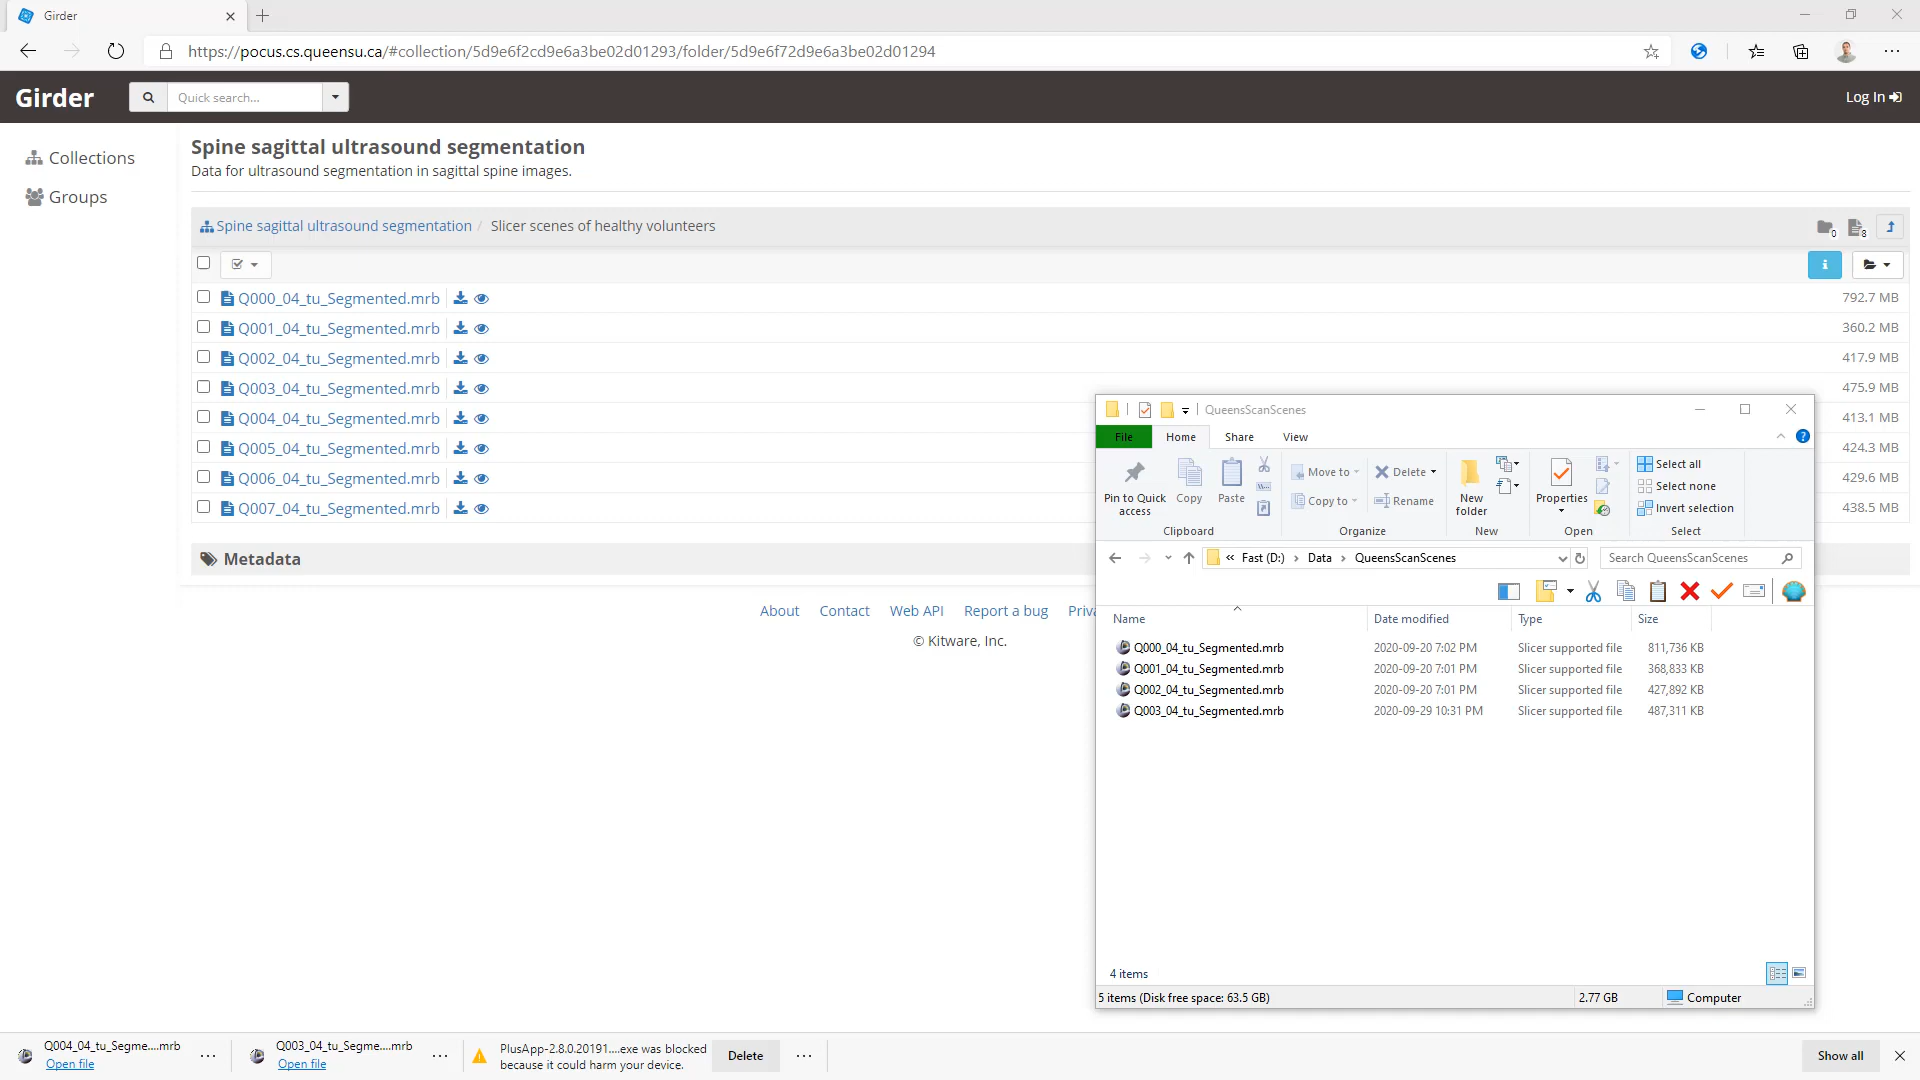 Girder
https://pocus.cs.queensu.ca/#collection/5d9e6f2cd9e6a3be02d01293/folder/5d9e6f72d9e6a3be02d01294
Girder
Quick search...
Log In
Collections
Groups
Spine sagittal ultrasound segmentation
Data for ultrasound segmentation in sagittal spine images.
Spine sagittal ultrasound segmentation / Slicer scenes of healthy volunteers
0
8
Q000_04_tu_Segmented.mrb 792.7 MB
Q001_04_tu_Segmented.mrb 360.2 MB
Q002_04_tu_Segmented.mrb 417.9 MB
Q003_04_tu_Segmented.mrb 475.9 MB
Q004_04_tu_Segmented.mrb 413.1 MB
Q005_04_tu_Segmented.mrb 424.3 MB
Q006_04_tu_Segmented.mrb 429.6 MB
Q007_04_tu_Segmented.mrb 438.5 MB
Metadata
About Contact Web API Report a bug Priva
© Kitware, Inc.
QueensScanScenes
File Home Share View
Pin to Quick access
Copy
Paste
Clipboard
Move to
Copy to
Delete
Rename
Organize
New folder
New
Properties
Open
Select all
Select none
Invert selection
Select
« Fast (D:) › Data › QueensScanScenes
Search QueensScanScenes
Name Date modified Type Size
Q000_04_tu_Segmented.mrb 2020-09-20 7:02 PM Slicer supported file 811,736 KB
Q001_04_tu_Segmented.mrb 2020-09-20 7:01 PM Slicer supported file 368,833 KB
Q002_04_tu_Segmented.mrb 2020-09-20 7:01 PM Slicer supported file 427,892 KB
Q003_04_tu_Segmented.mrb 2020-09-29 10:31 PM Slicer supported file 487,311 KB
4 items
5 items (Disk free space: 63.5 GB) 2.77 GB Computer
Q004_04_tu_Segme....mrb
Open file
Q003_04_tu_Segme....mrb
Open file
PlusApp-2.8.0.20191....exe was blocked
because it could harm your device.
Delete
Show all